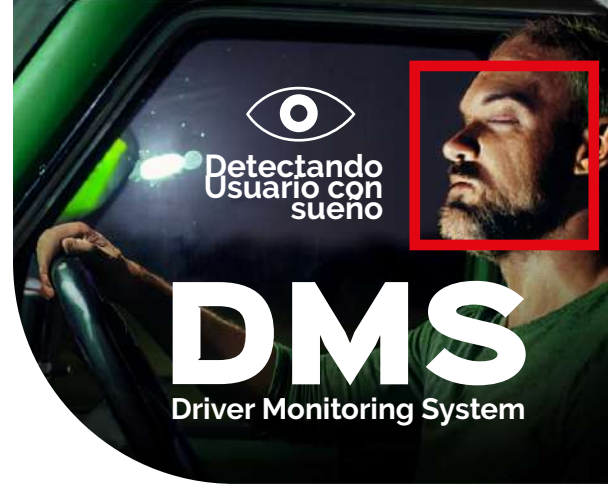 Detectando
Usuario con
sueño
DMS
Driver Monitoring System